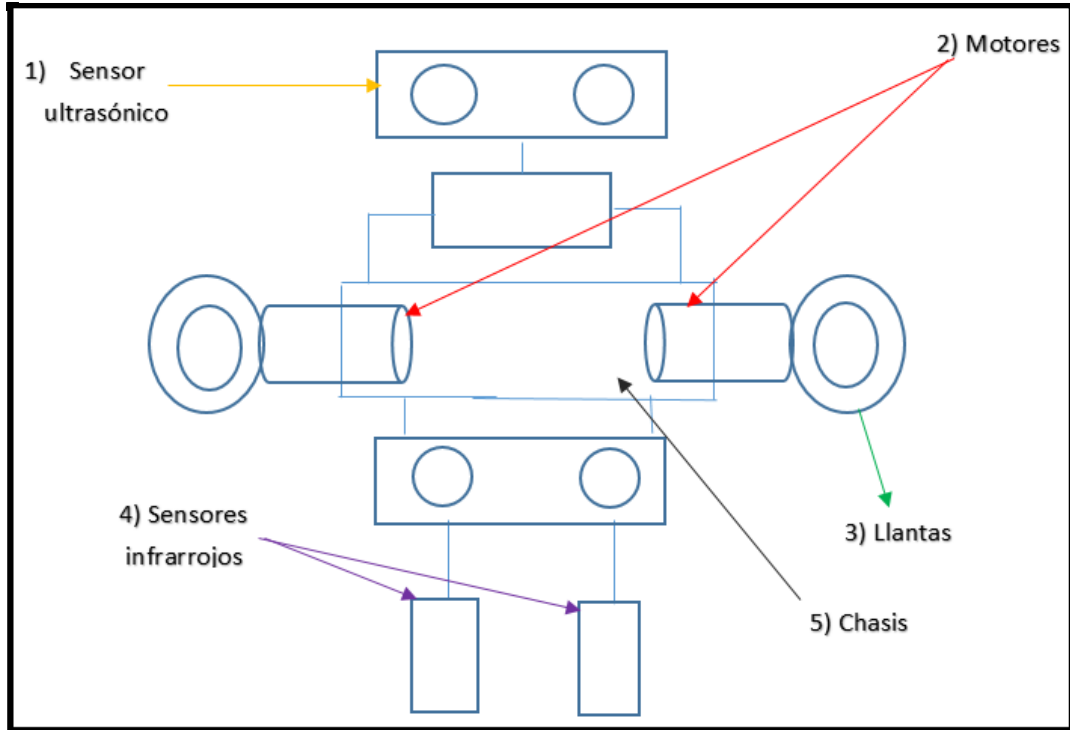 1) Sensor
ultrasónico
2) Motores
3) Llantas
4) Sensores
infrarrojos
5) Chasis